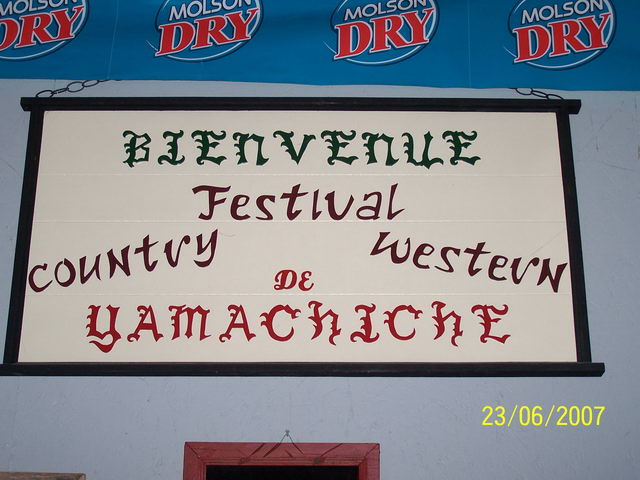 MOLSON DRY MOLSON DRY MOLSON DRY MOLSON DRY
BIENVENUE
Festival
country western
DE
YAMACHICHE
23/06/2007